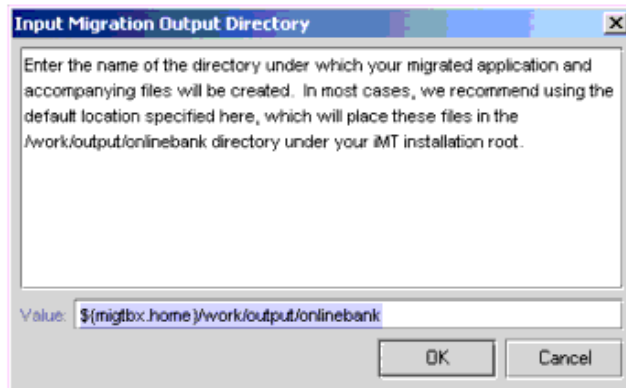 Input Migration Output Directory
Enter the name of the directory under which your migrated application and
accompanying files will be created. In most cases, we recommend using the
default location specified here, which will place these files in the
/work/output/onlinebank directory under your iMT installation root.
Value: ${migtbx.home}/work/output/onlinebank
OK Cancel